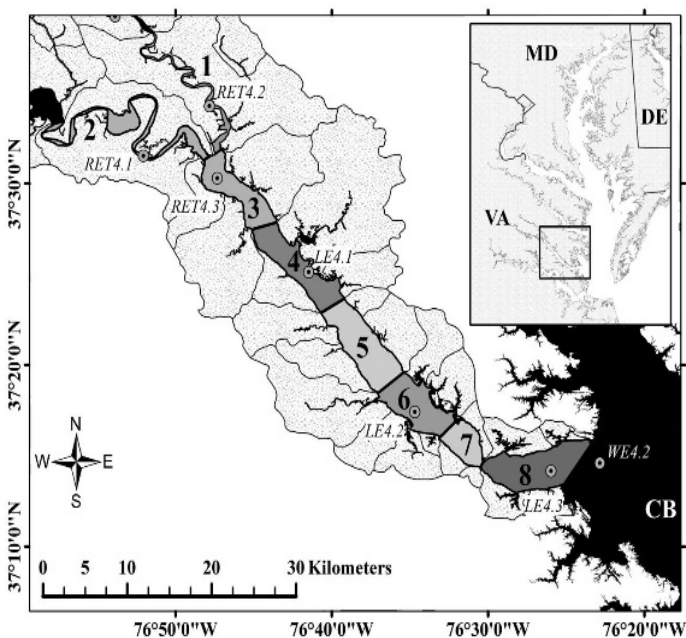 MD
DE
VA
1
RET4.2
2
RET4.1
RET4.3
3
4
LE4.1
5
6
LE4.2
7
8
WE4.2
LE4.3
CB
N
W E
S
0 5 10 20 30 Kilometers
37°30'0"N
37°20'0"N
37°10'0"N
76°50'0"W 76°40'0"W 76°30'0"W 76°20'0"W